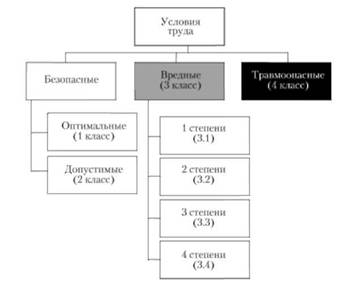 Условия
труда
Безопасные
Вредные
(3 класс)
Травмоопасные
(4 класс)
Оптимальные
(1 класс)
Допустимые
(2 класс)
1 степени
(3.1)
2 степени
(3.2)
3 степени
(3.3)
4 степени
(3.4)